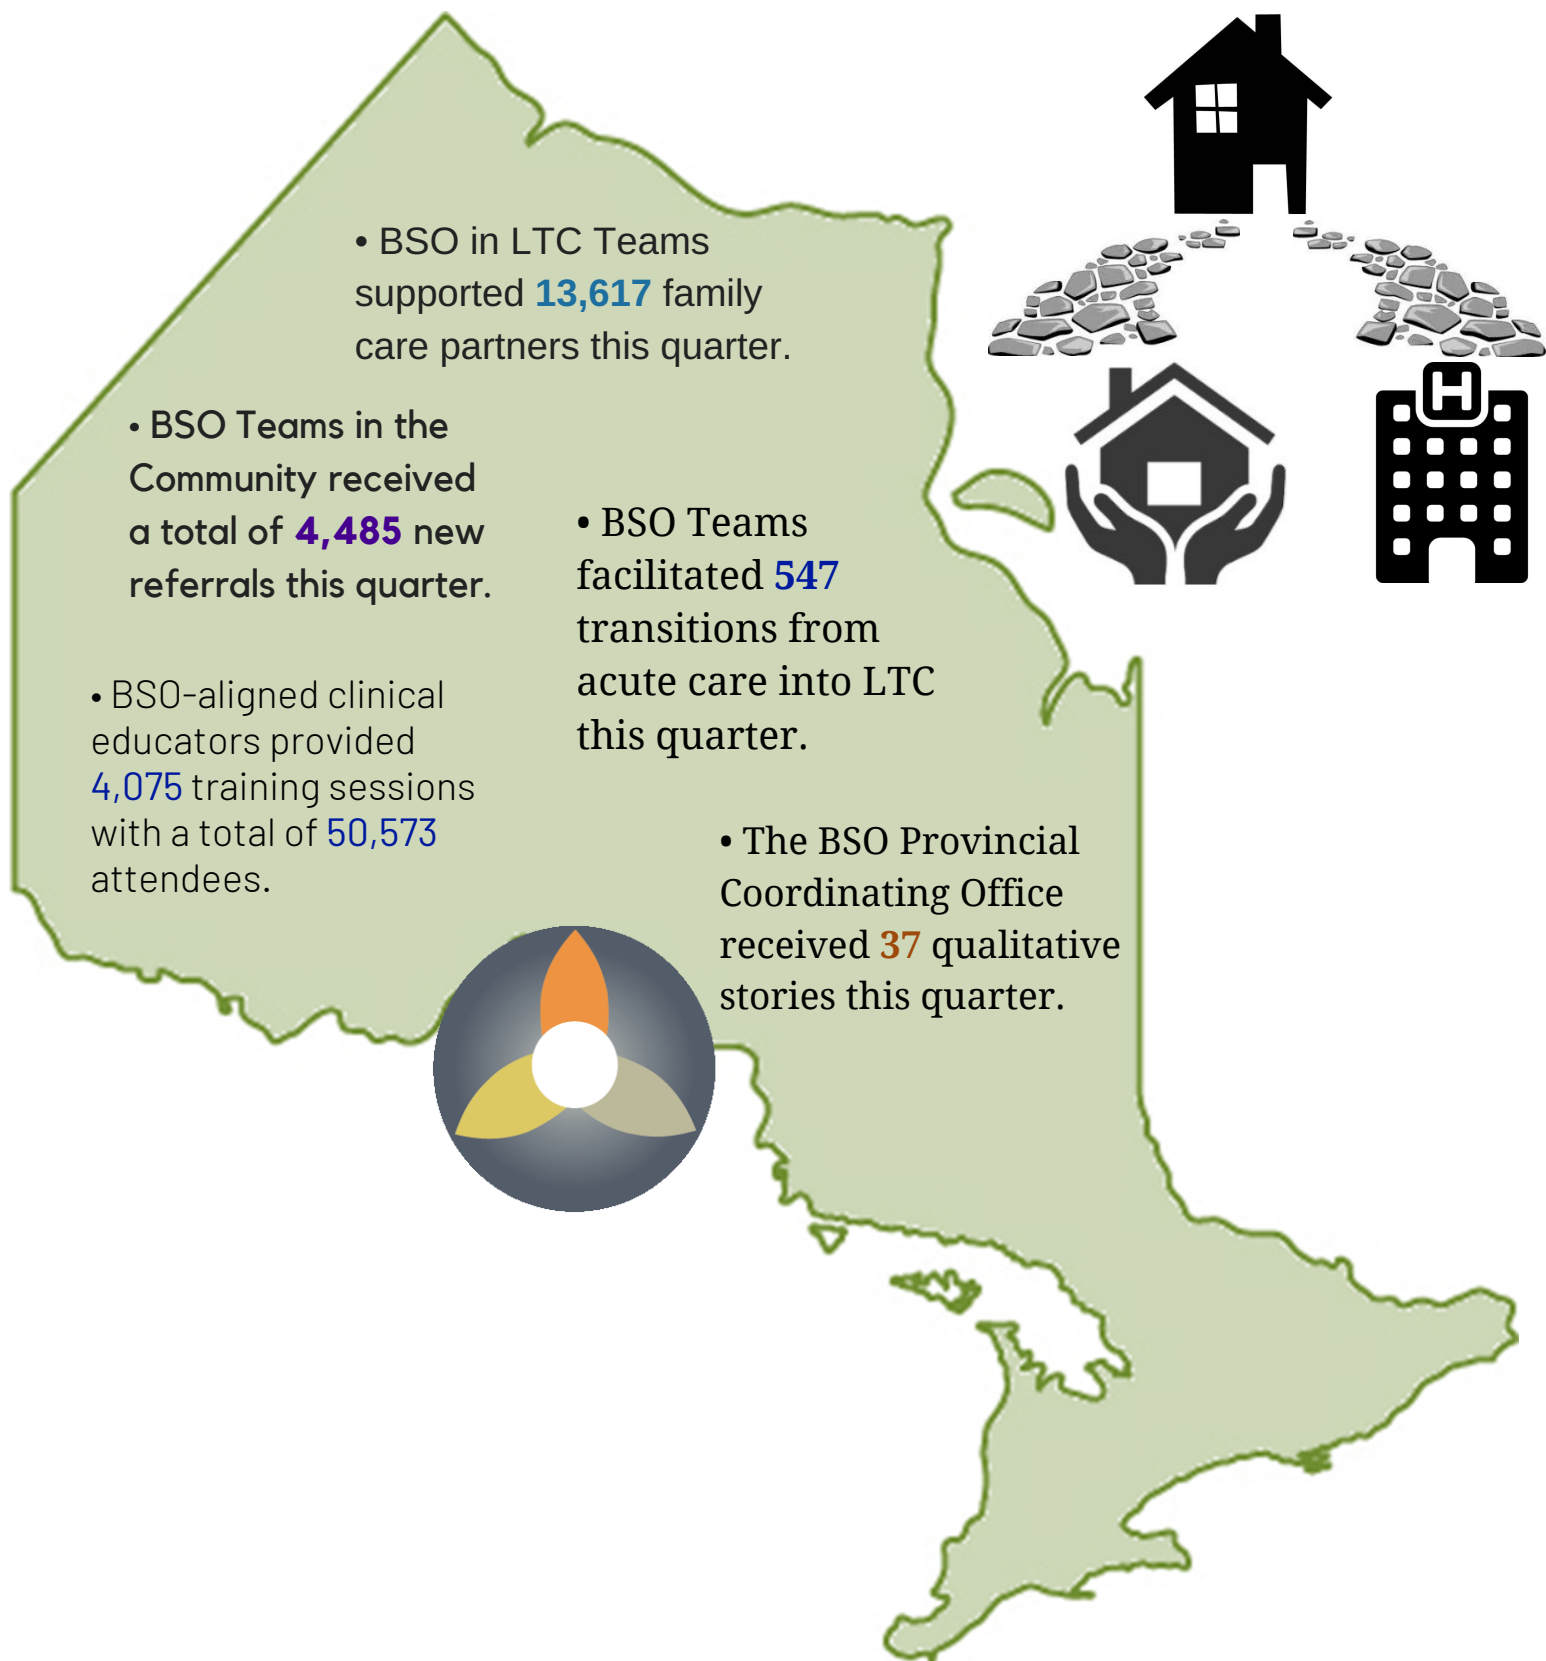 • BSO in LTC Teams
supported 13,617 family
care partners this quarter.
• BSO Teams in the
Community received
a total of 4,485 new
referrals this quarter.
• BSO Teams
facilitated 547
transitions from
acute care into LTC
this quarter.
• BSO-aligned clinical
educators provided
4,075 training sessions
with a total of 50,573
attendees.
• The BSO Provincial
Coordinating Office
received 37 qualitative
stories this quarter.
H